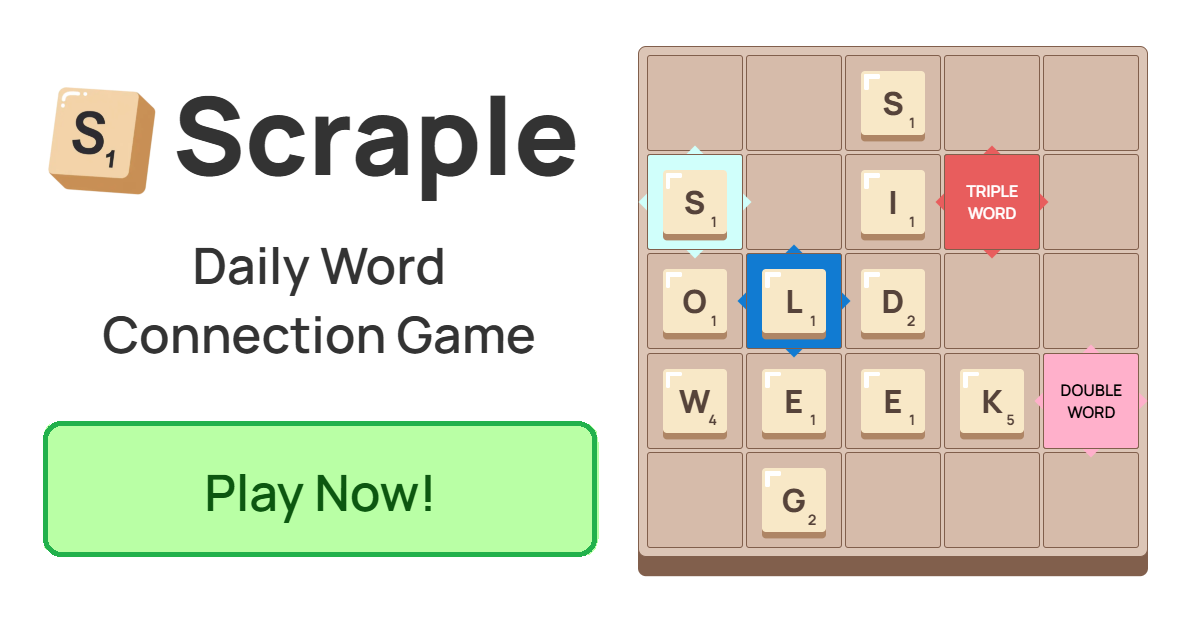 S1 Scraple
Daily Word
Connection Game
Play Now!
S1
S1 I1 TRIPLE
WORD
O1 L1 D2
W4 E1 E1 K5 DOUBLE
WORD
G2